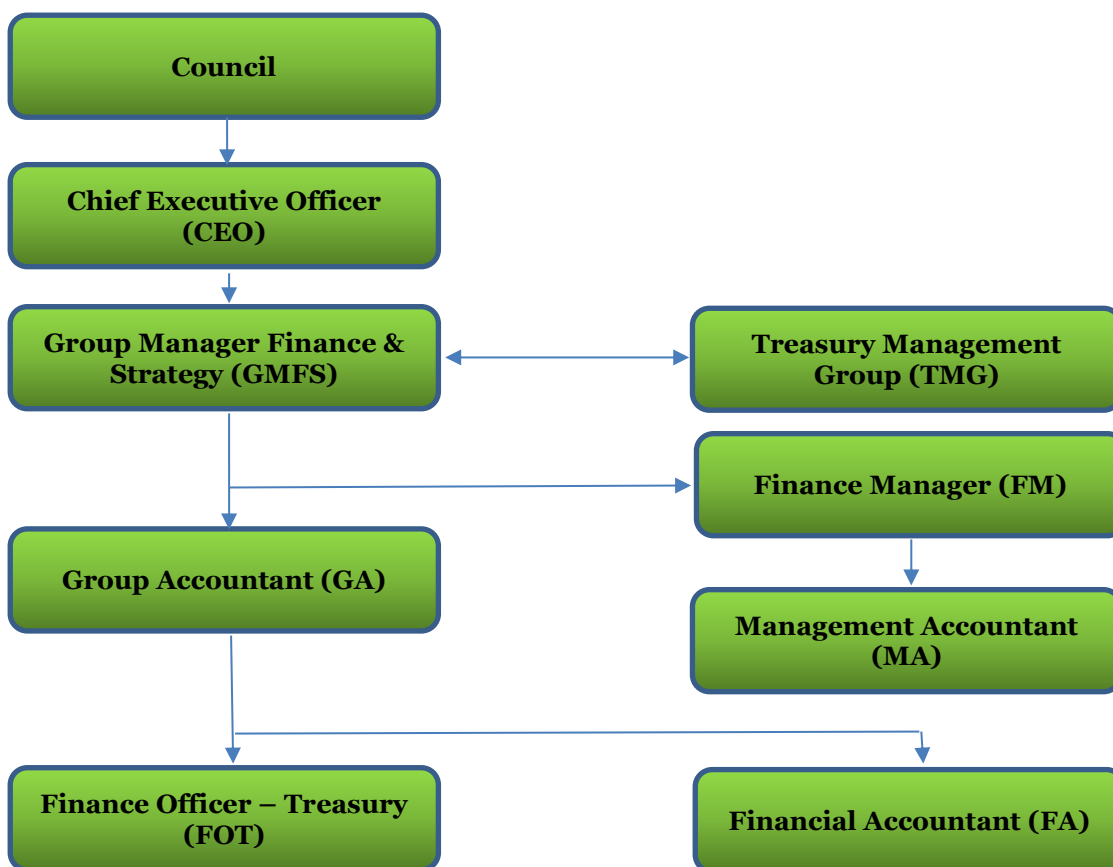 Council
Chief Executive Officer
(CEO)
Group Manager Finance &
Strategy (GMFS)
Treasury Management
Group (TMG)
Finance Manager (FM)
Group Accountant (GA)
Management Accountant
(MA)
Finance Officer – Treasury
(FOT)
Financial Accountant (FA)